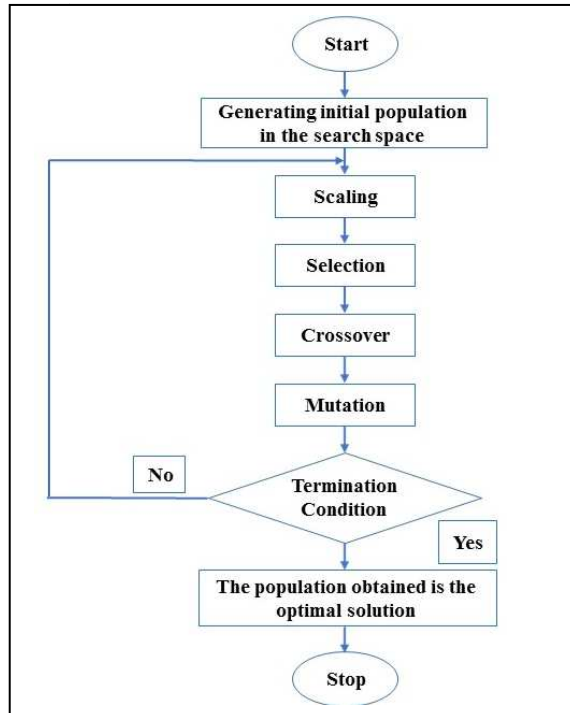 Start
Generating initial population
in the search space
Scaling
Selection
Crossover
Mutation
No
Termination
Condition
Yes
The population obtained is the
optimal solution
Stop